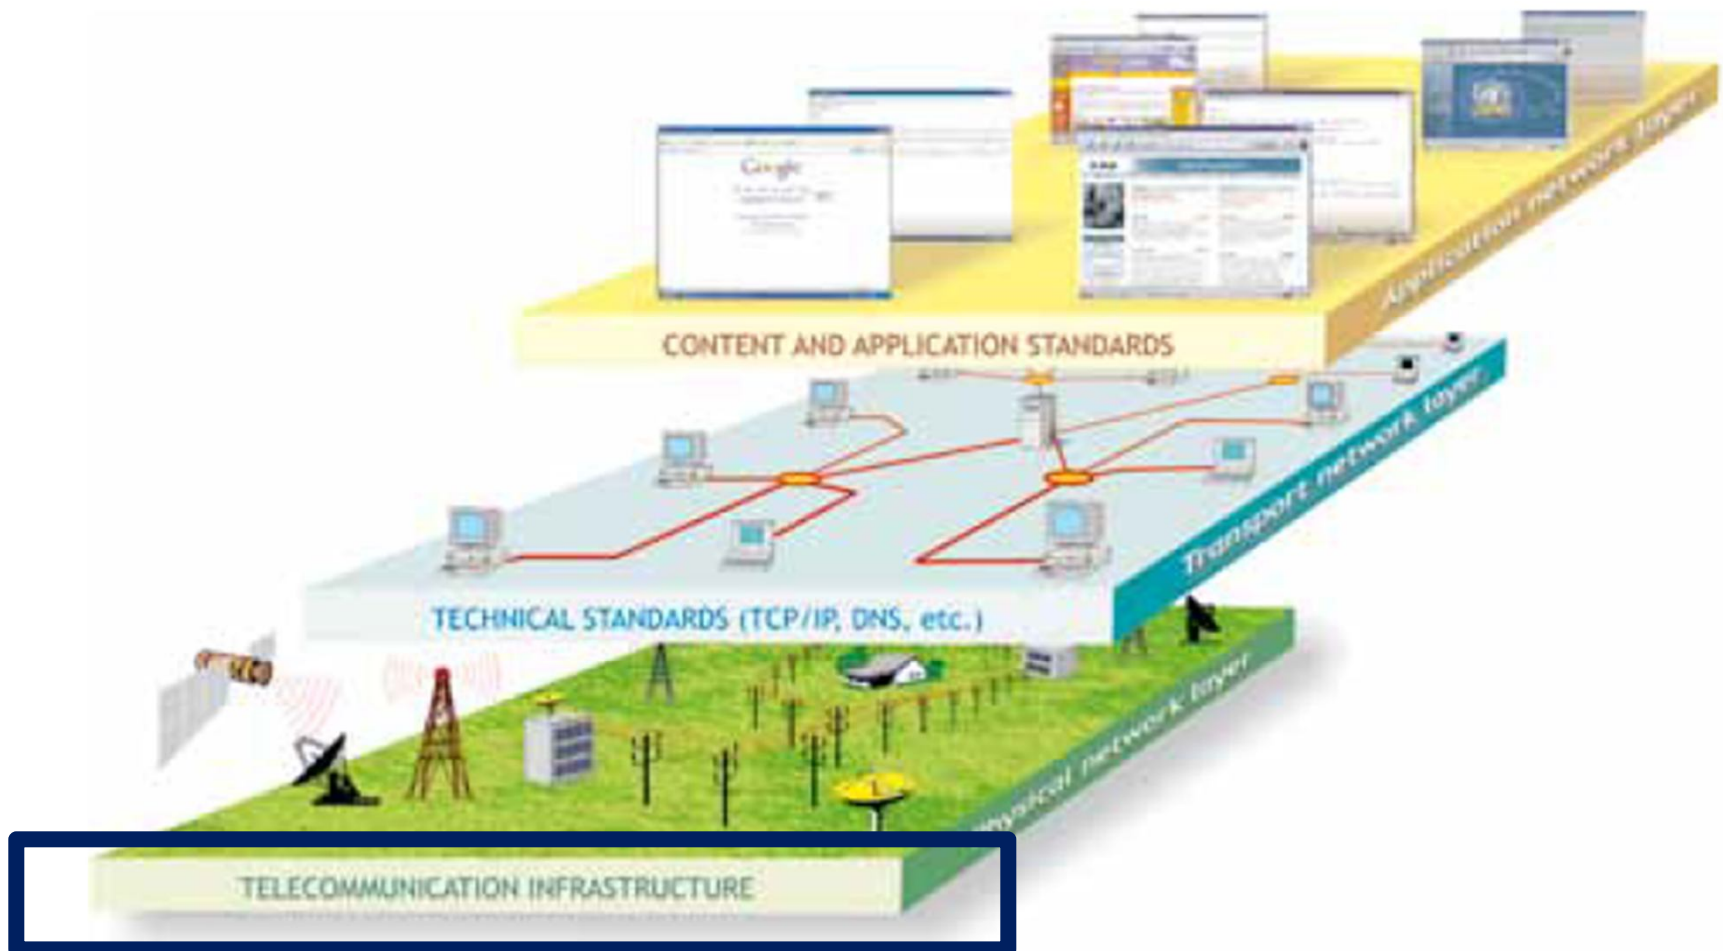 Google
Application network layer
CONTENT AND APPLICATION STANDARDS
Transport network layer
TECHNICAL STANDARDS (TCP/IP, DNS, etc.)
Physical network layer
TELECOMMUNICATION INFRASTRUCTURE